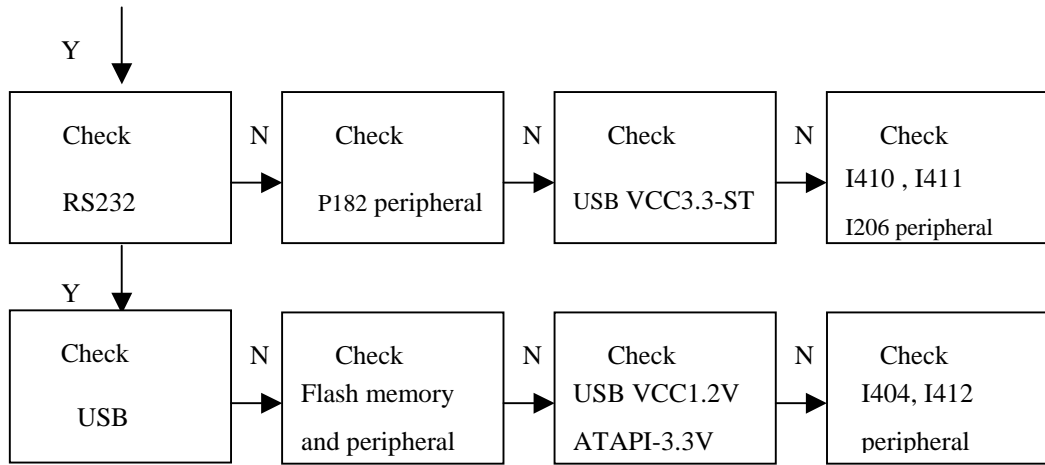 Y
Check
RS232
N
Check
P182 peripheral
N
Check
USB VCC3.3-ST
N
Check
I410 , I411
I206 peripheral
Y
Check
USB
N
Check
Flash memory
and peripheral
N
Check
USB VCC1.2V
ATAPI-3.3V
N
Check
I404, I412
peripheral